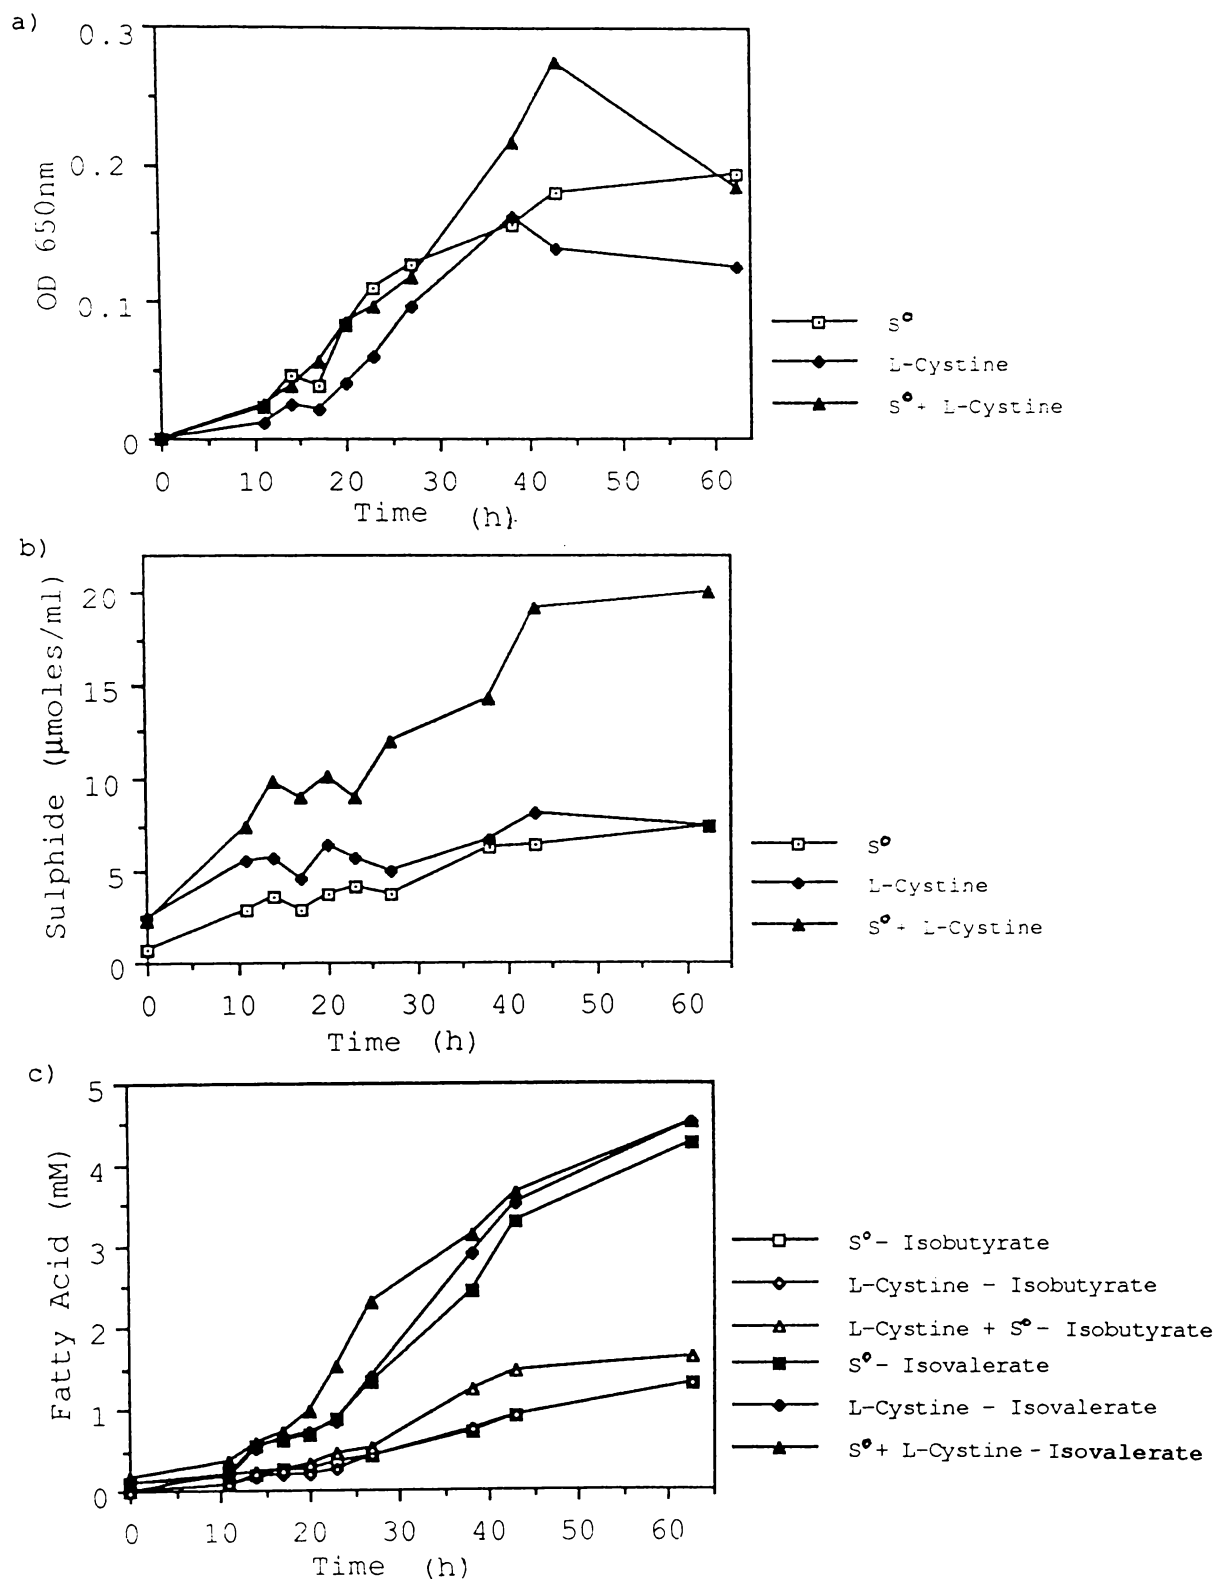 a)
0.3
0.2
0.1
0
OD 650nm
0 10 20 30 40 50 60
Time (h)
S°
L-Cystine
S° + L-Cystine
b)
20
15
10
5
0
Sulphide (µmoles/ml)
0 10 20 30 40 50 60
Time (h)
S°
L-Cystine
S° + L-Cystine
c)
5
4
3
2
1
0
Fatty Acid (mM)
0 10 20 30 40 50 60
Time (h)
S° - Isobutyrate
L-Cystine - Isobutyrate
L-Cystine + S° - Isobutyrate
S° - Isovalerate
L-Cystine - Isovalerate
S° + L-Cystine - Isovalerate